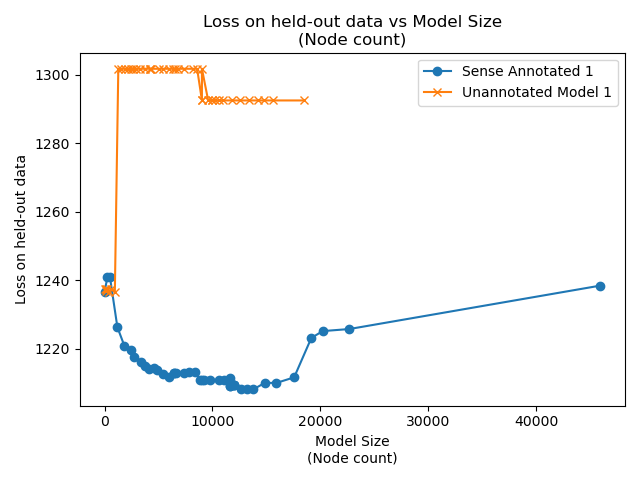 Loss on held-out data vs Model Size
(Node count)
Sense Annotated 1
Unannotated Model 1
Loss on held-out data
1300
1280
1260
1240
1220
0
10000
20000
30000
40000
Model Size
(Node count)